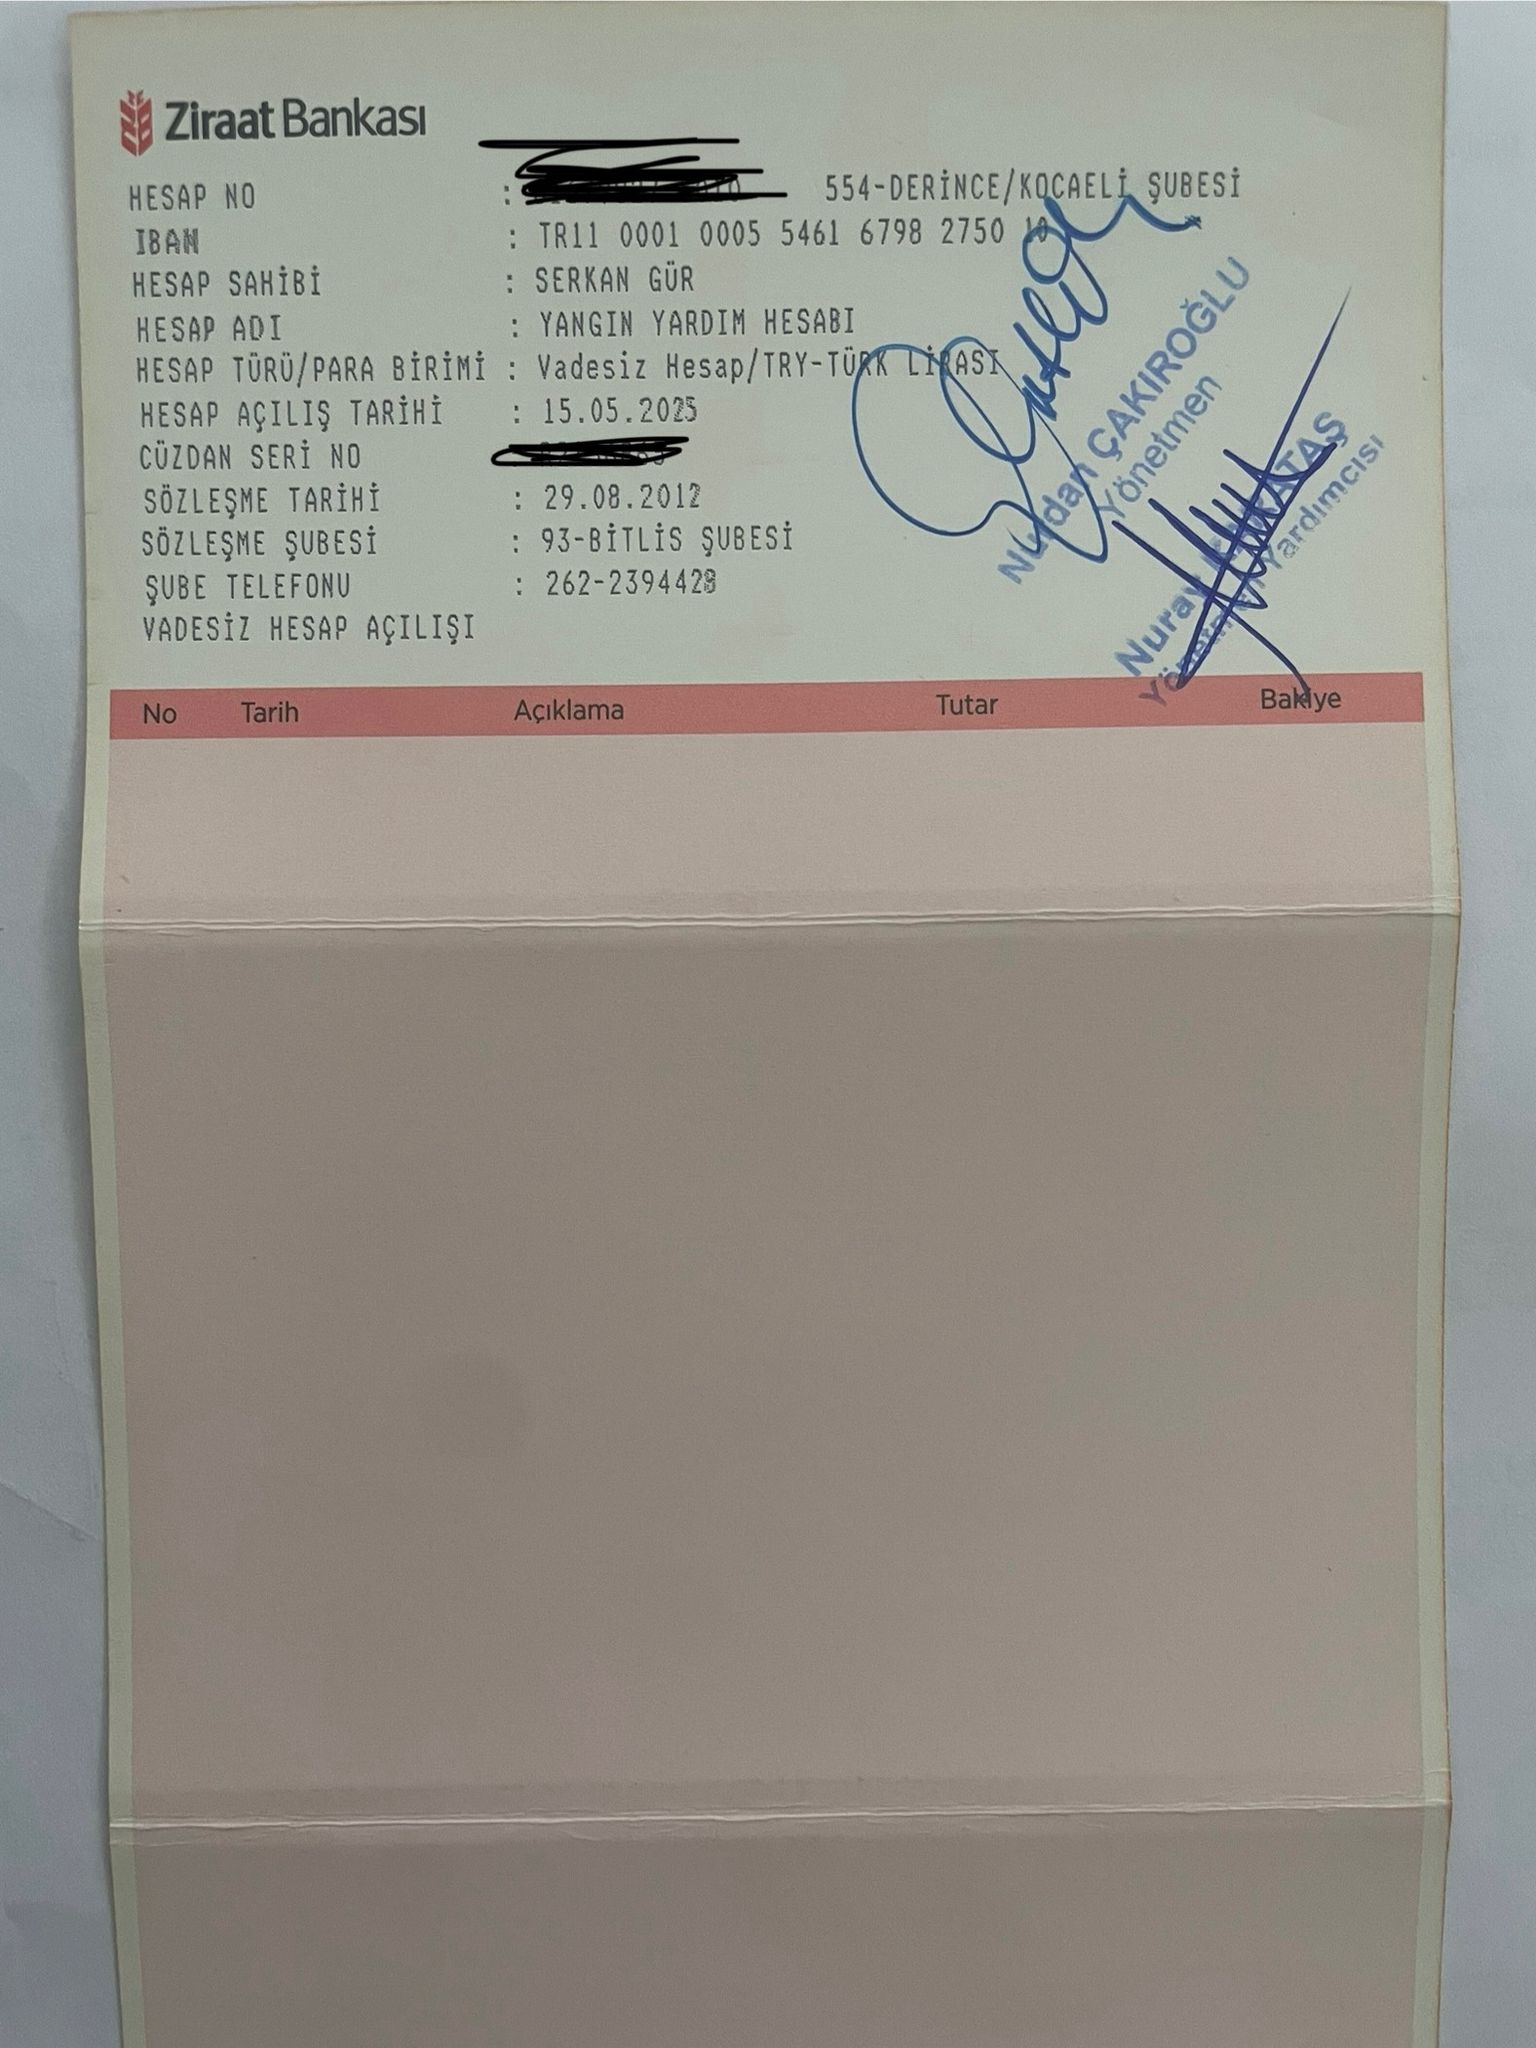 Ziraat Bankası
HESAP NO : 554-DERİNCE/KOCAELİ ŞUBESİ
IBAN : TR11 0001 0005 5461 6798 2750 10
HESAP SAHİBİ : SERKAN GÜR
HESAP ADI : YANGIN YARDIM HESABI
HESAP TÜRÜ/PARA BİRİMİ : Vadesiz Hesap/TRY-TÜRK LİRASI
HESAP AÇILIŞ TARİHİ : 15.05.2025
CÜZDAN SERİ NO
SÖZLEŞME TARİHİ : 29.08.2012
SÖZLEŞME ŞUBESİ : 93-BİTLİS ŞUBESİ
ŞUBE TELEFONU : 262-2394428
VADESİZ HESAP AÇILIŞI
ÇAKIROĞLU
Yönetmen
Nuray
Yardımcısı
No Tarih Açıklama Tutar Bakiye